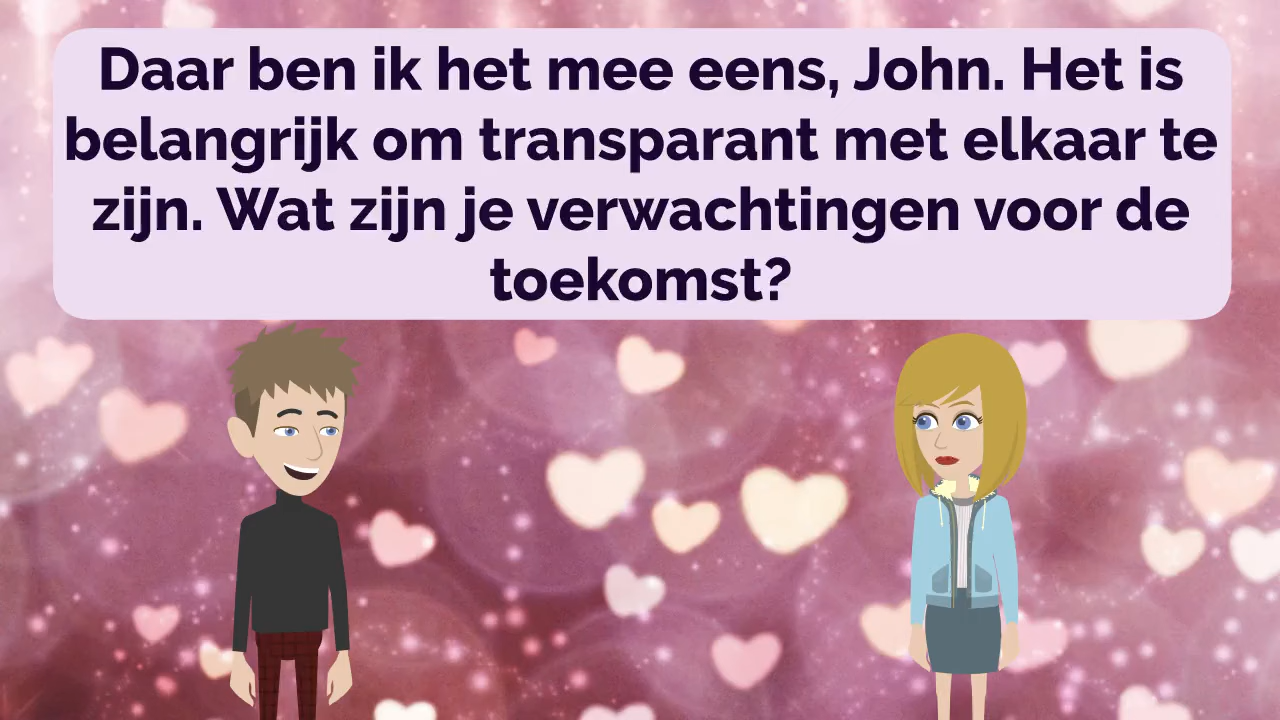 Daar ben ik het mee eens, John. Het is
belangrijk om transparant met elkaar te
zijn. Wat zijn je verwachtingen voor de
toekomst?